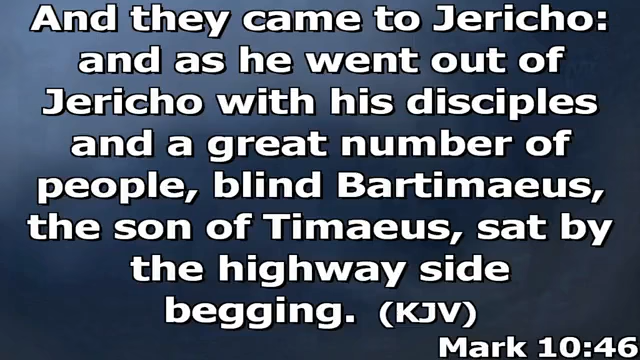 And they came to Jericho:
and as he went out of
Jericho with his disciples
and a great number of
people, blind Bartimaeus,
the son of Timaeus, sat by
the highway side
begging. (KJV)
Mark 10:46